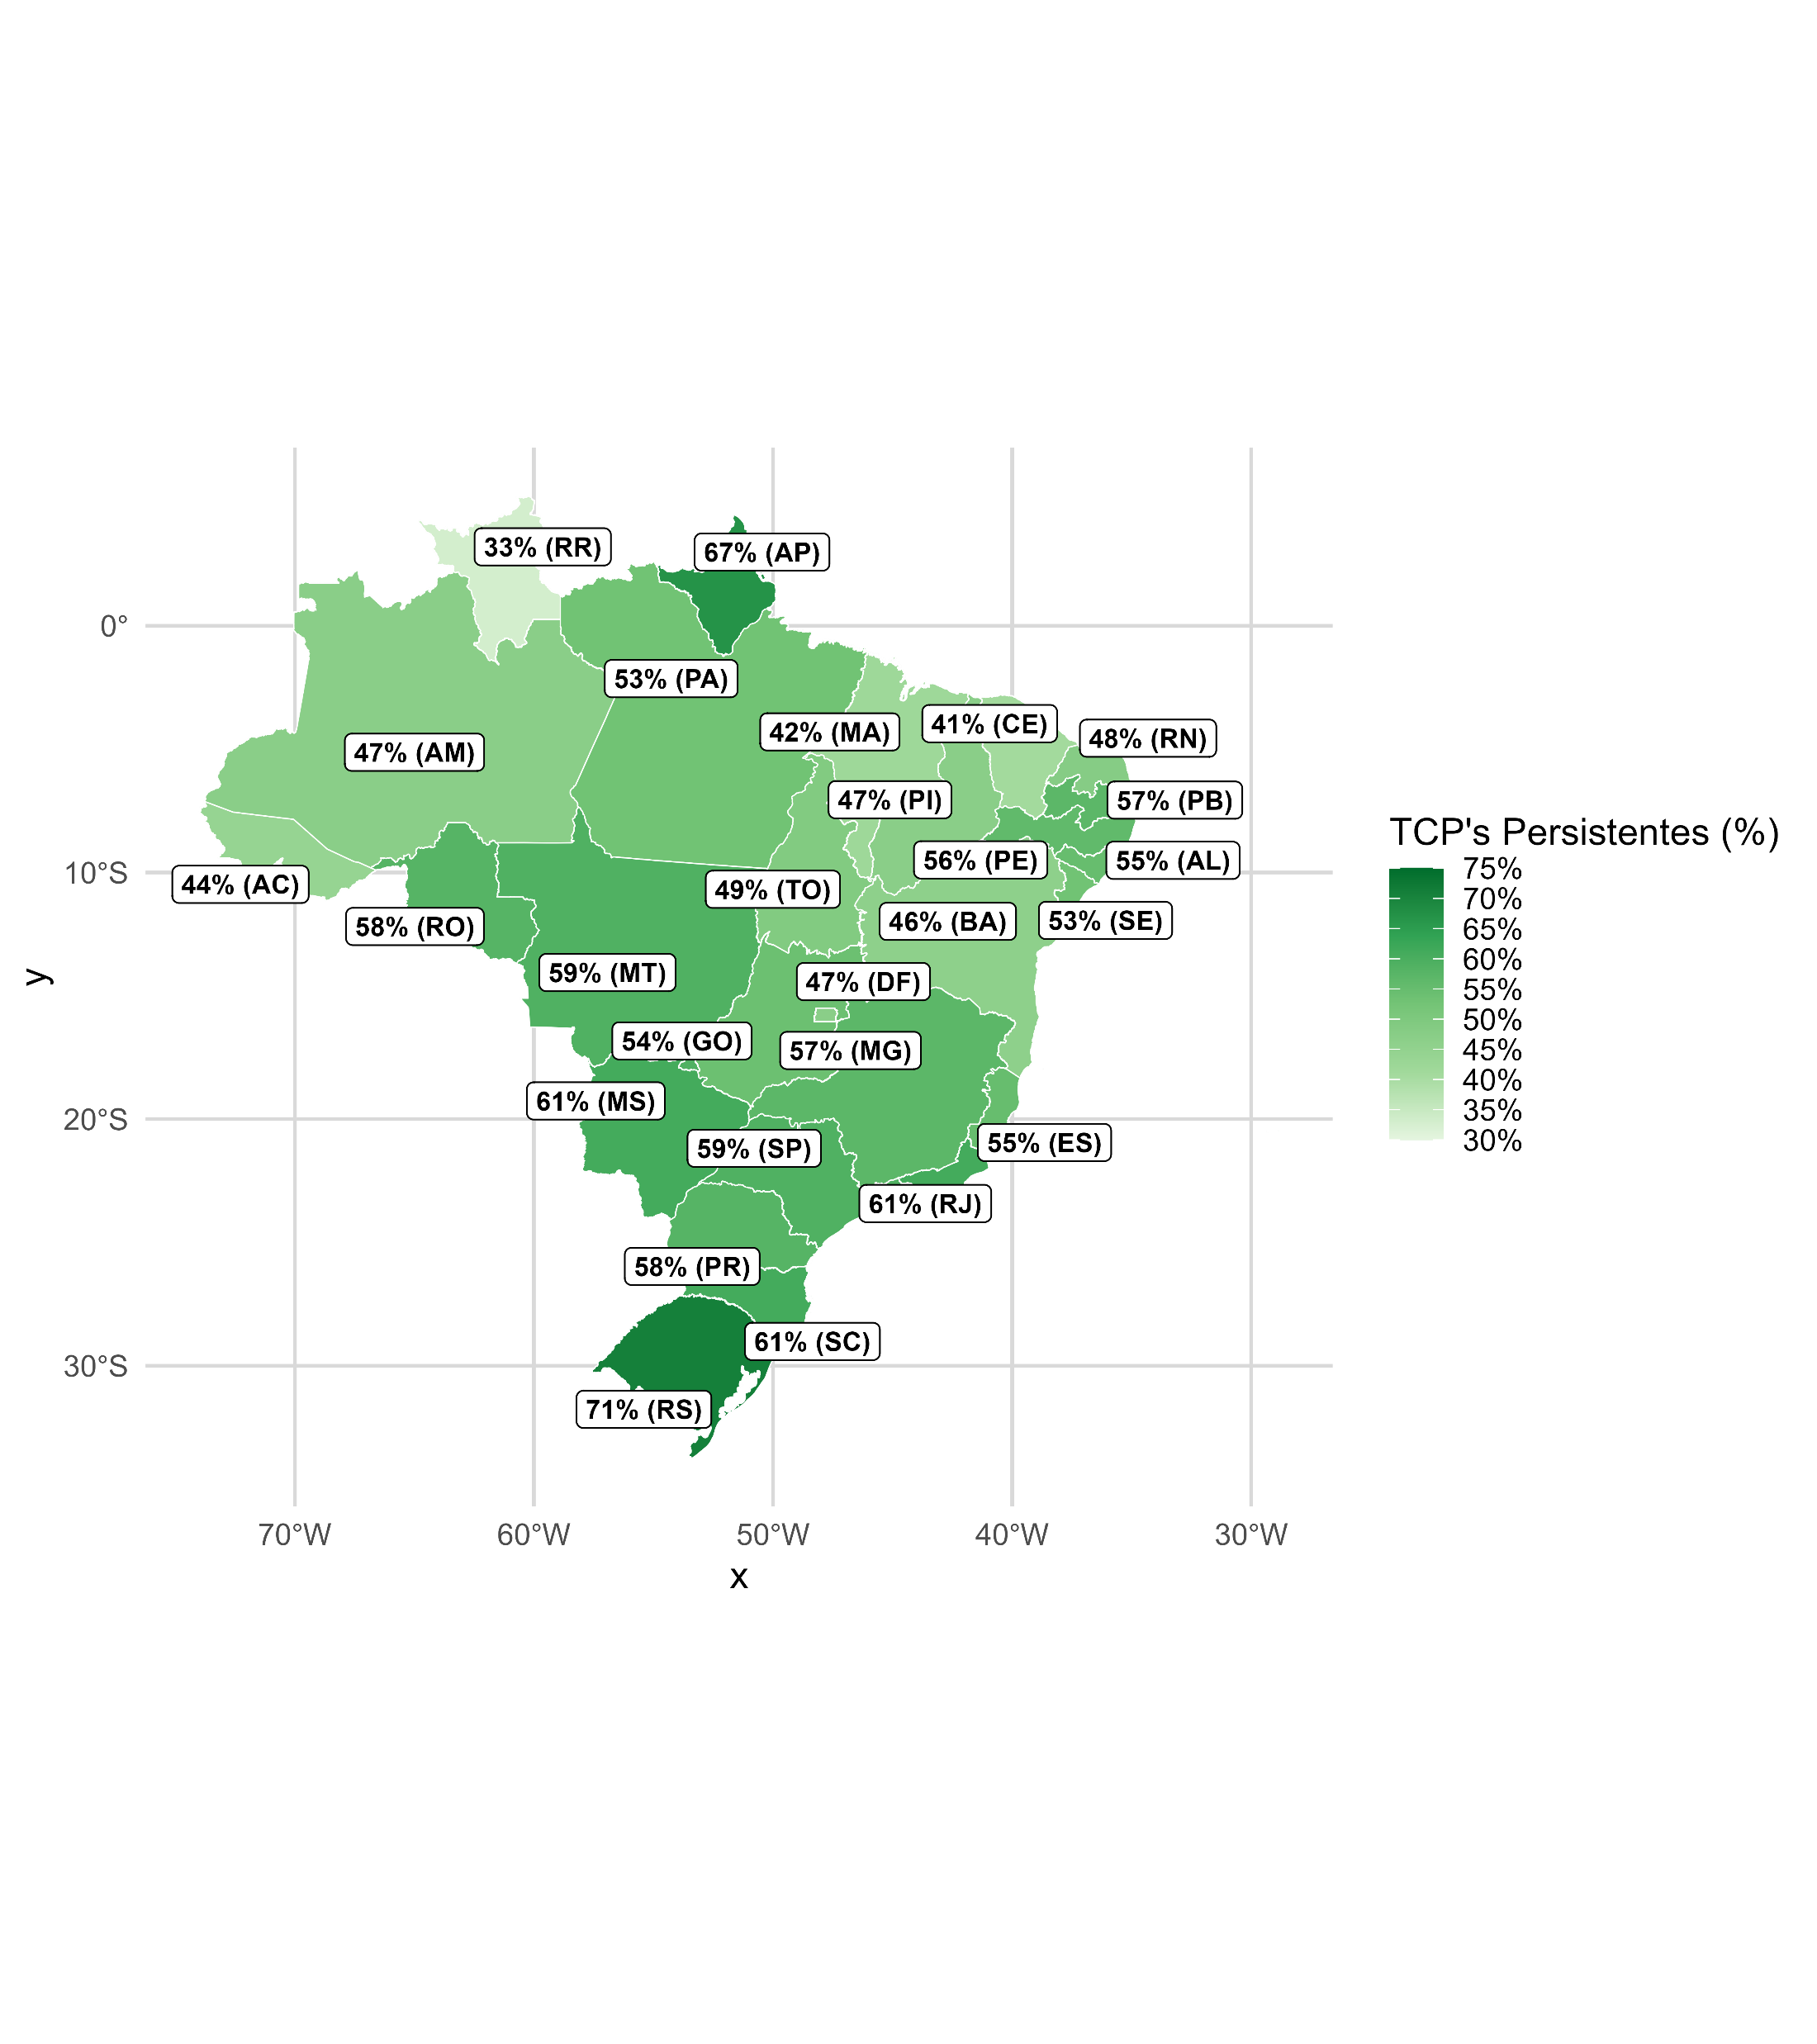 33% (RR)
67% (AP)
0°
53% (PA)
42% (MA)
41% (CE)
48% (RN)
47% (AM)
47% (PI)
57% (PB)
56% (PE)
55% (AL)
10°S
44% (AC)
49% (TO)
46% (BA)
53% (SE)
58% (RO)
59% (MT)
47% (DF)
54% (GO)
57% (MG)
61% (MS)
20°S
59% (SP)
55% (ES)
61% (RJ)
58% (PR)
61% (SC)
30°S
71% (RS)
70°W
60°W
50°W
40°W
30°W
x
y
TCP's Persistentes (%)
75%
70%
65%
60%
55%
50%
45%
40%
35%
30%